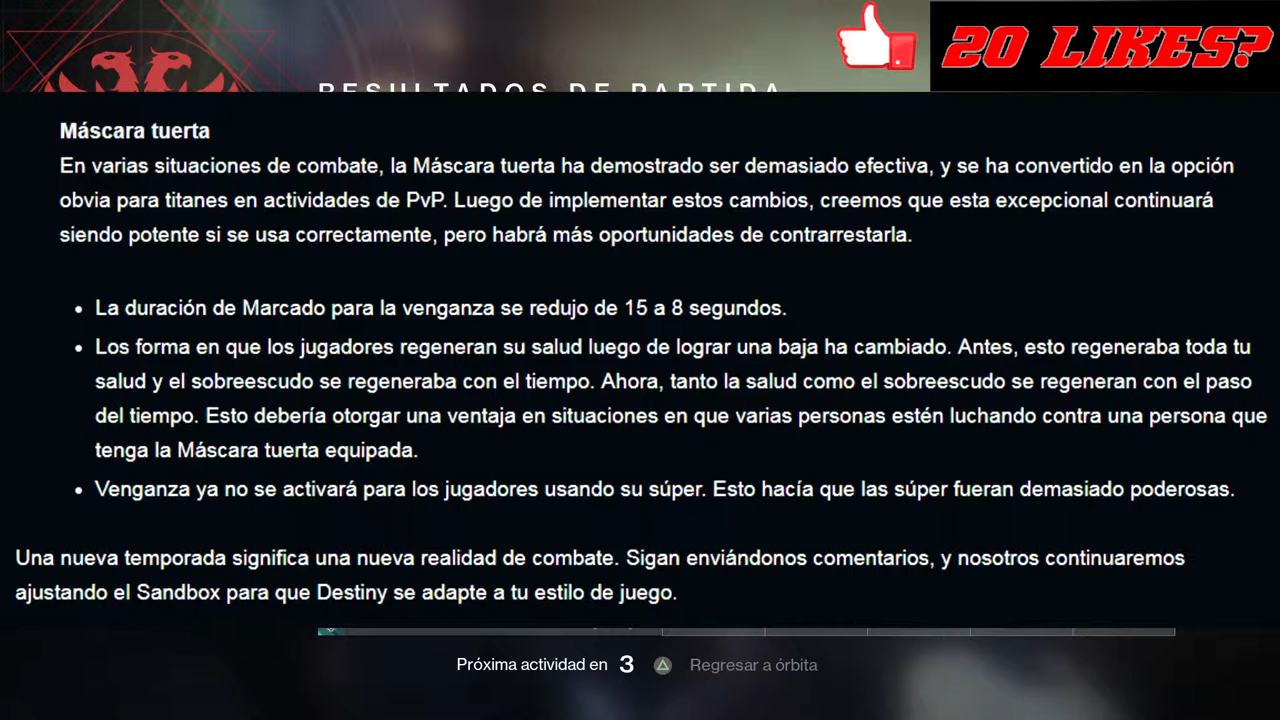 20 LIKES?
RESULTADOS DE PARTIDA
Máscara tuerta
En varias situaciones de combate, la Máscara tuerta ha demostrado ser demasiado efectiva, y se ha convertido en la opción
obvia para titanes en actividades de PvP. Luego de implementar estos cambios, creemos que esta excepcional continuará
siendo potente si se usa correctamente, pero habrá más oportunidades de contrarrestarla.
• La duración de Marcado para la venganza se redujo de 15 a 8 segundos.
• Los forma en que los jugadores regeneran su salud luego de lograr una baja ha cambiado. Antes, esto regeneraba toda tu
salud y el sobreescudo se regeneraba con el tiempo. Ahora, tanto la salud como el sobreescudo se regeneran con el paso
del tiempo. Esto debería otorgar una ventaja en situaciones en que varias personas estén luchando contra una persona que
tenga la Máscara tuerta equipada.
• Venganza ya no se activará para los jugadores usando su súper. Esto hacía que las súper fueran demasiado poderosas.
Una nueva temporada significa una nueva realidad de combate. Sigan enviándonos comentarios, y nosotros continuaremos
ajustando el Sandbox para que Destiny se adapte a tu estilo de juego.
Próxima actividad en 3 Regresar a órbita